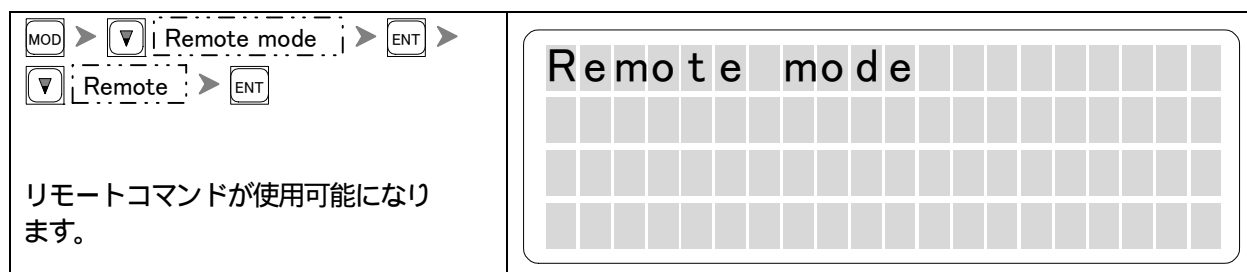 MOD > ▼ Remote mode > ENT >
▼ Remote > ENT
リモートコマンドが使用可能になり
ます。
Remote mode